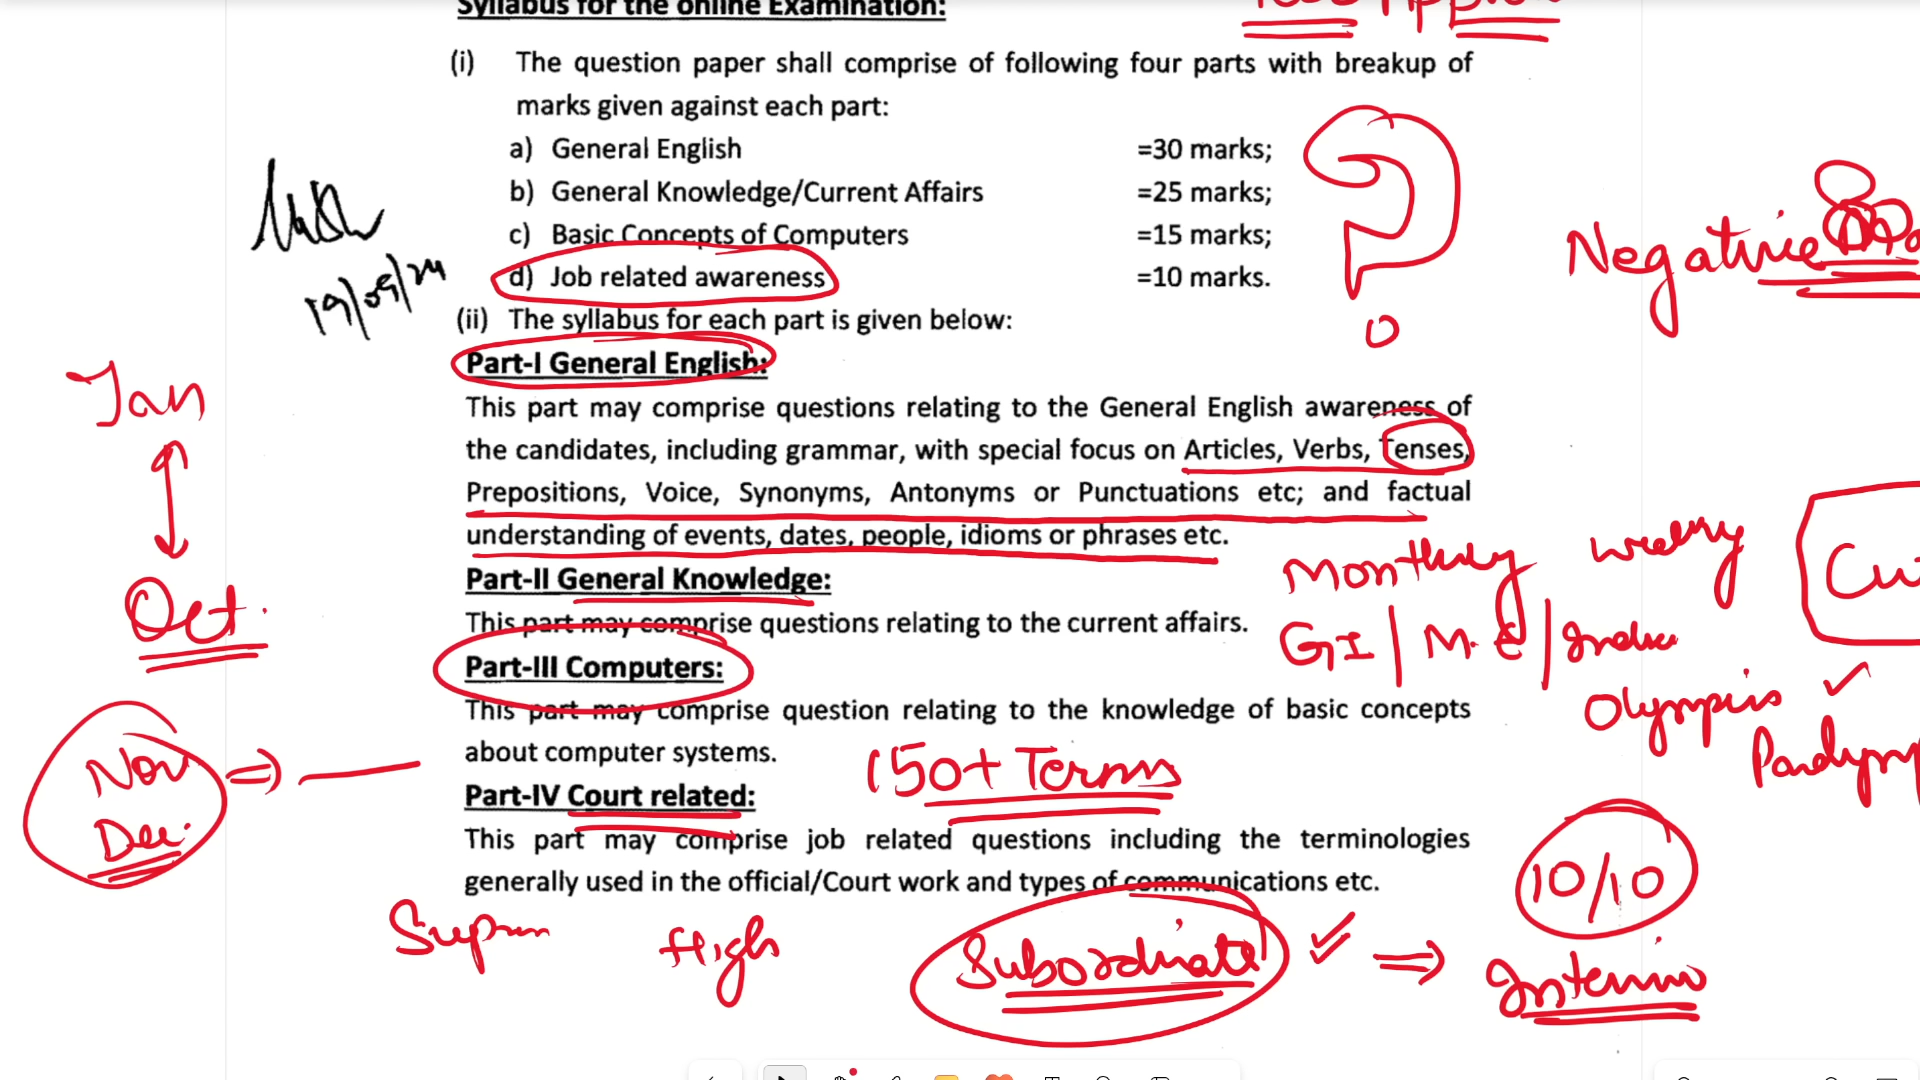 Syllabus for the online Examination:
(i) The question paper shall comprise of following four parts with breakup of
marks given against each part:
a) General English =30 marks;
b) General Knowledge/Current Affairs =25 marks;
c) Basic Concepts of Computers =15 marks;
d) Job related awareness =10 marks.
Negative
19/09/24
(ii) The syllabus for each part is given below:
Part-I General English:
Jan
This part may comprise questions relating to the General English awareness of
the candidates, including grammar, with special focus on Articles, Verbs, Tenses,
Prepositions, Voice, Synonyms, Antonyms or Punctuations etc; and factual
understanding of events, dates, people, idioms or phrases etc.
Monthly weekly
Part-II General Knowledge:
Oct.
This part may comprise questions relating to the current affairs.
GI | M.E | India
Part-III Computers:
Olympics
This part may comprise question relating to the knowledge of basic concepts
about computer systems.
Nov
Dec.
150+ Terms
Part-IV Court related:
This part may comprise job related questions including the terminologies
generally used in the official/Court work and types of communications etc.
10/10
High
Subordinate